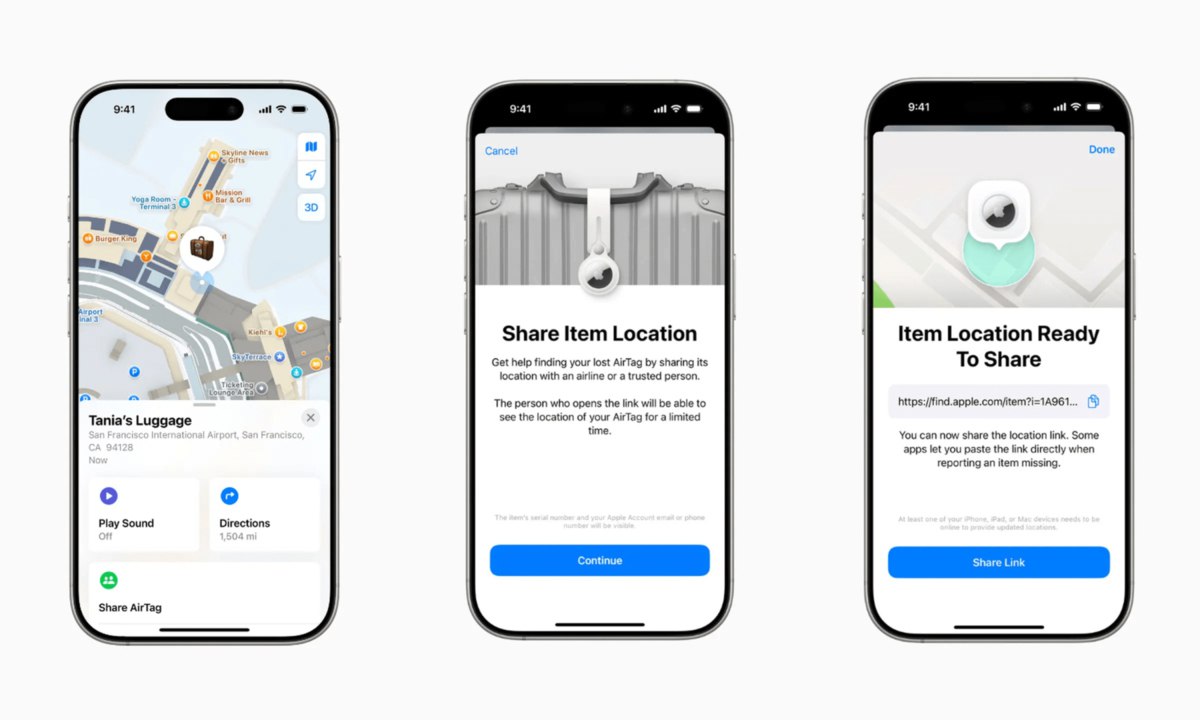 9:41
Skyline News
Gifts
Mission
Bar & Grill
Yoga Room -
Terminal 3
3D
Burger King
Airport
Kiehl's
SkyTerrace
P
Ticketing
Lounge Area
Tania's Luggage
San Francisco International Airport, San Francisco,
CA 94128
Now
Play Sound
Off
Directions
1,504 mi
Share AirTag
9:41
Cancel
Share Item Location
Get help finding your lost AirTag by sharing its
location with an airline or a trusted person.
The person who opens the link will be able to
see the location of your AirTag for a limited
time.
The item's serial number and your Apple Account email or phone
number will be visible.
Continue
9:41
Done
Item Location Ready
To Share
https://find.apple.com/item?i=1A961...
You can now share the location link. Some
apps let you paste the link directly when
reporting an item missing.
At least one of your iPhone, iPad, or Mac devices needs to be
online to provide updated locations.
Share Link